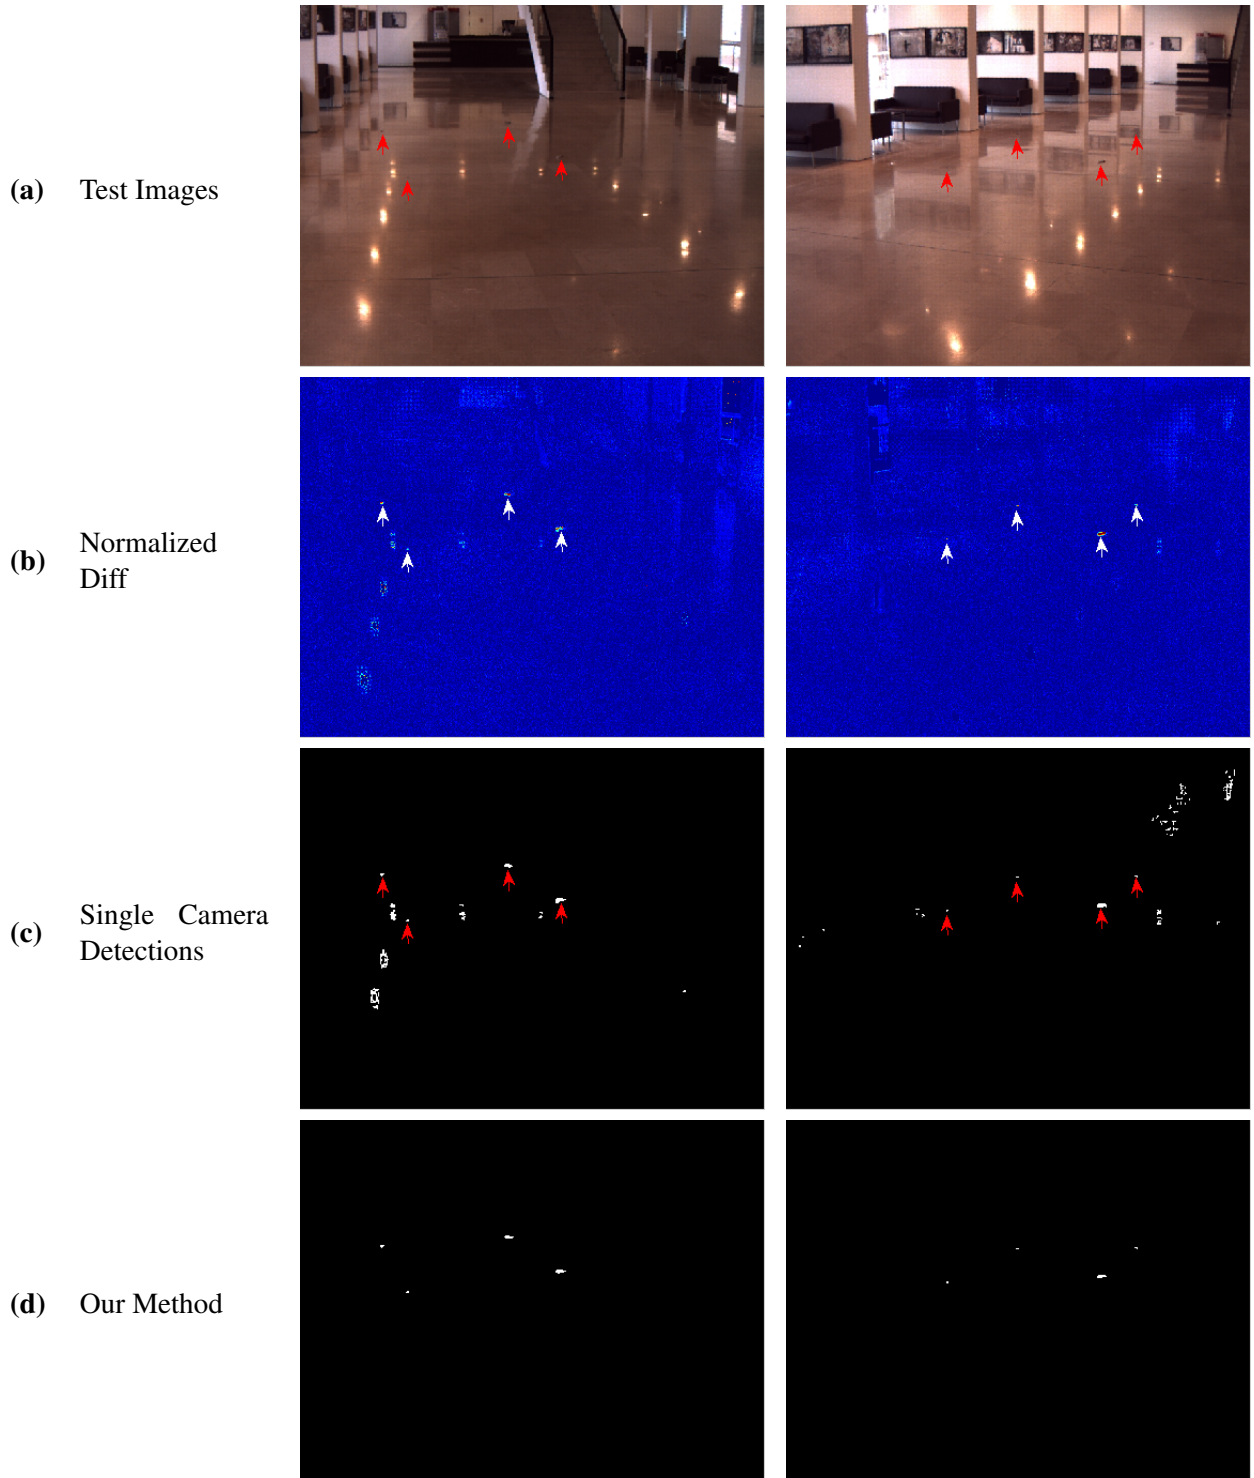 (a) Test Images
(b) Normalized
Diff
(c) Single Camera
Detections
(d) Our Method